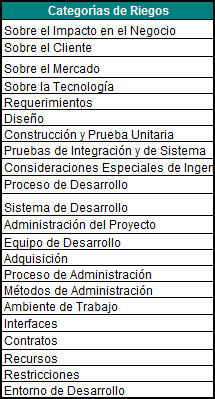 Categorías de Riegos
Sobre el Impacto en el Negocio
Sobre el Cliente
Sobre el Mercado
Sobre la Tecnología
Requerimientos
Diseño
Construcción y Prueba Unitaria
Pruebas de Integración y de Sistema
Consideraciones Especiales de Inger
Proceso de Desarrollo
Sistema de Desarrollo
Administración del Proyecto
Equipo de Desarrollo
Adquisición
Proceso de Administración
Métodos de Administración
Ambiente de Trabajo
Interfaces
Contratos
Recursos
Restricciones
Entorno de Desarrollo